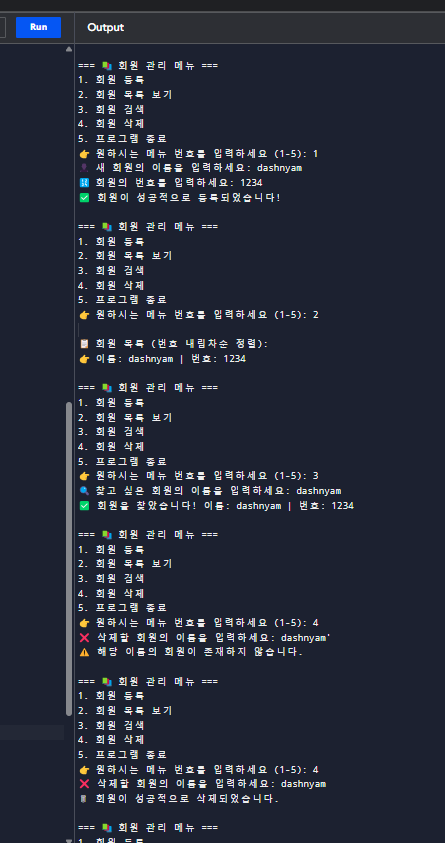 Run
Output
=== 📚 회원 관리 메뉴 ===
1. 회원 등록
2. 회원 목록 보기
3. 회원 검색
4. 회원 삭제
5. 프로그램 종료
👉 원하시는 메뉴 번호를 입력하세요 (1-5): 1
👤 새 회원의 이름을 입력하세요: dashnyam
🔢 회원의 번호를 입력하세요: 1234
✅ 회원이 성공적으로 등록되었습니다!
=== 📚 회원 관리 메뉴 ===
1. 회원 등록
2. 회원 목록 보기
3. 회원 검색
4. 회원 삭제
5. 프로그램 종료
👉 원하시는 메뉴 번호를 입력하세요 (1-5): 2
📋 회원 목록 (번호 내림차순 정렬):
👉 이름: dashnyam | 번호: 1234
=== 📚 회원 관리 메뉴 ===
1. 회원 등록
2. 회원 목록 보기
3. 회원 검색
4. 회원 삭제
5. 프로그램 종료
👉 원하시는 메뉴 번호를 입력하세요 (1-5): 3
🔍 찾고 싶은 회원의 이름을 입력하세요: dashnyam
✅ 회원을 찾았습니다! 이름: dashnyam | 번호: 1234
=== 📚 회원 관리 메뉴 ===
1. 회원 등록
2. 회원 목록 보기
3. 회원 검색
4. 회원 삭제
5. 프로그램 종료
👉 원하시는 메뉴 번호를 입력하세요 (1-5): 4
❌ 삭제할 회원의 이름을 입력하세요: dashnyam'
⚠️ 해당 이름의 회원이 존재하지 않습니다.
=== 📚 회원 관리 메뉴 ===
1. 회원 등록
2. 회원 목록 보기
3. 회원 검색
4. 회원 삭제
5. 프로그램 종료
👉 원하시는 메뉴 번호를 입력하세요 (1-5): 4
❌ 삭제할 회원의 이름을 입력하세요: dashnyam
🗑️ 회원이 성공적으로 삭제되었습니다.
=== 📚 회원 관리 메뉴 ===
1. 회원 등록